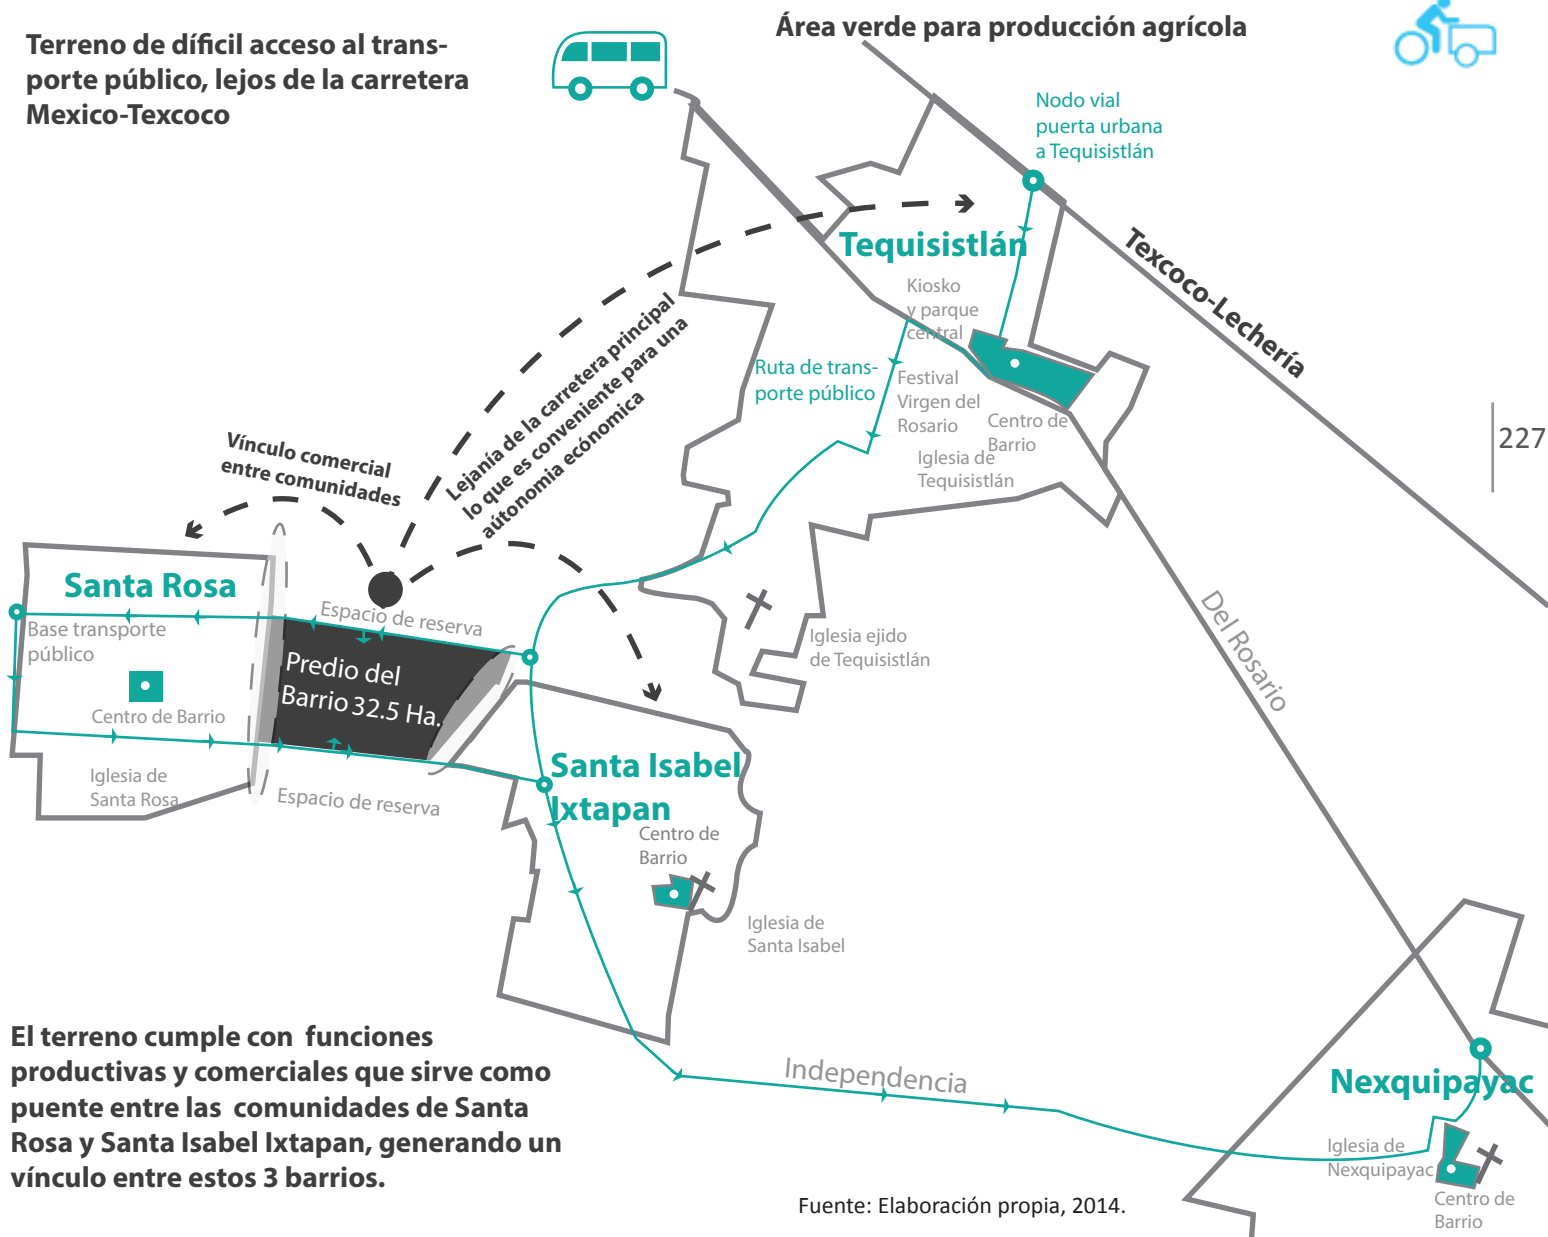 Terreno de díficil acceso al trans-
porte público, lejos de la carretera
Mexico-Texcoco
Área verde para producción agrícola
Nodo vial
puerta urbana
a Tequisistlán
Texcoco-Lechería
Tequisistlán
Kiosko
y parque
central
Ruta de trans-
porte público
Festival
Virgen del
Rosario
Centro de
Barrio
Iglesia de
Tequisistlán
227
Lejanía de la carretera principal
lo que es conveniente para una
aútonomia ecónomica
Vínculo comercial
entre comunidades
Santa Rosa
Base transporte
público
Centro de Barrio
Iglesia de
Santa Rosa
Espacio de reserva
Predio del
Barrio 32.5 Ha.
Espacio de reserva
Iglesia ejido
de Tequisistlán
Del Rosario
Santa Isabel
Ixtapan
Centro de
Barrio
Iglesia de
Santa Isabel
El terreno cumple con funciones
productivas y comerciales que sirve como
puente entre las comunidades de Santa
Rosa y Santa Isabel Ixtapan, generando un
vínculo entre estos 3 barrios.
Independencia
Nexquipayac
Iglesia de
Nexquipayac
Centro de
Barrio
Fuente: Elaboración propia, 2014.